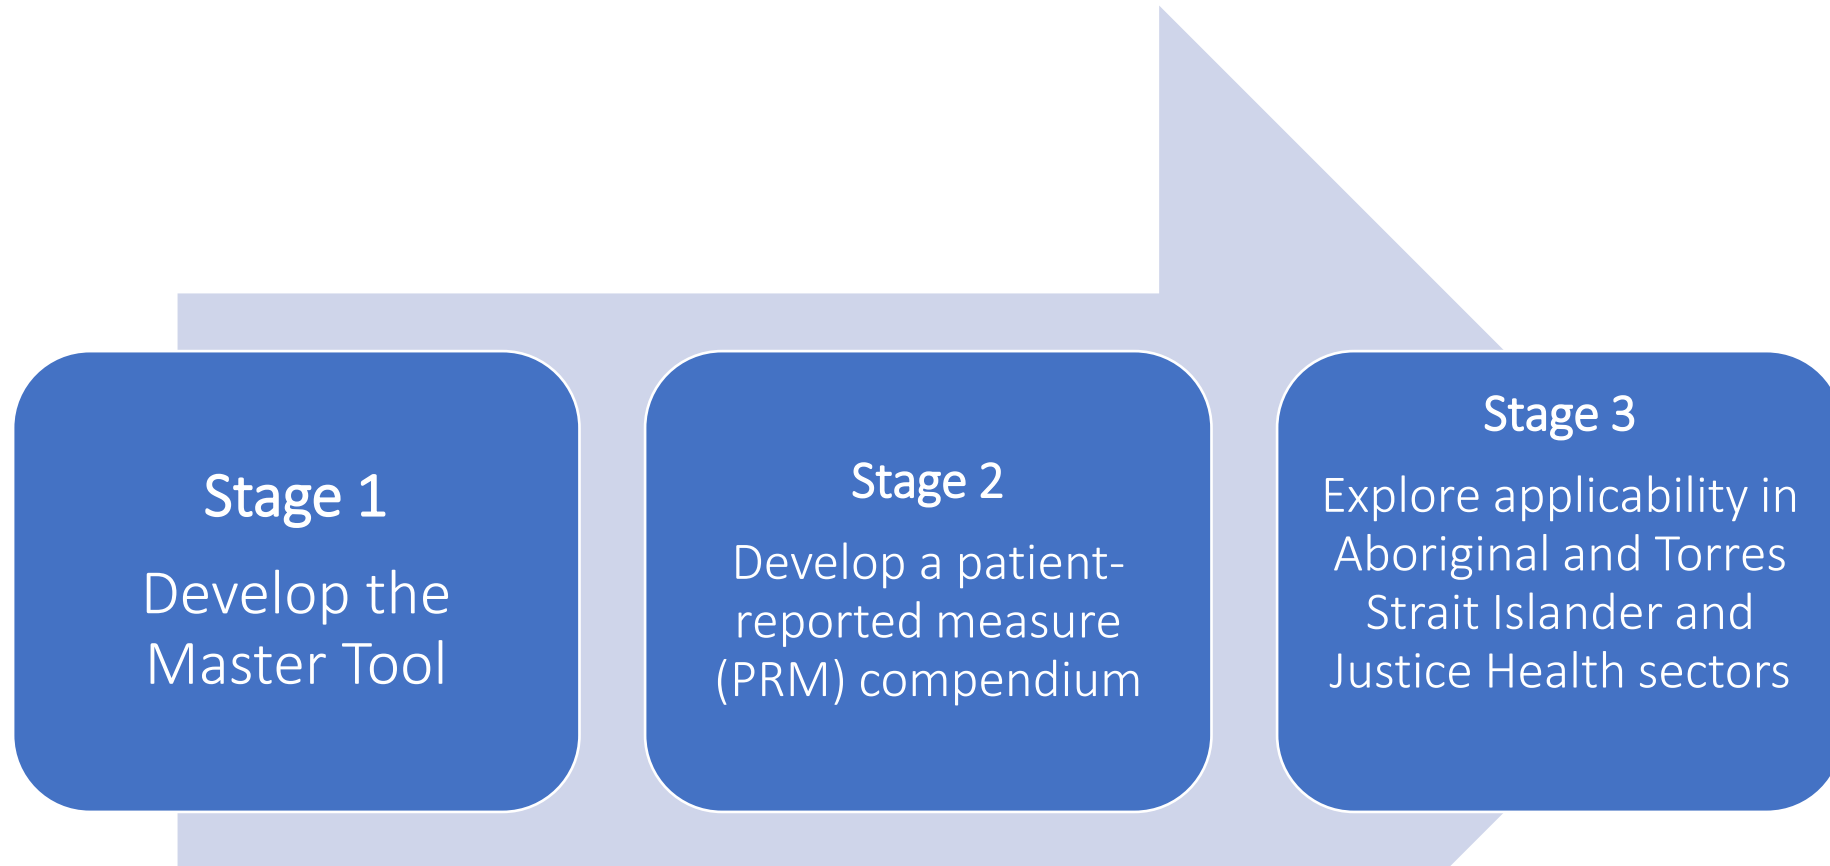 Stage 1
Develop the
Master Tool
Stage 2
Develop a patient-
reported measure
(PRM) compendium
Stage 3
Explore applicability in
Aboriginal and Torres
Strait Islander and
Justice Health sectors